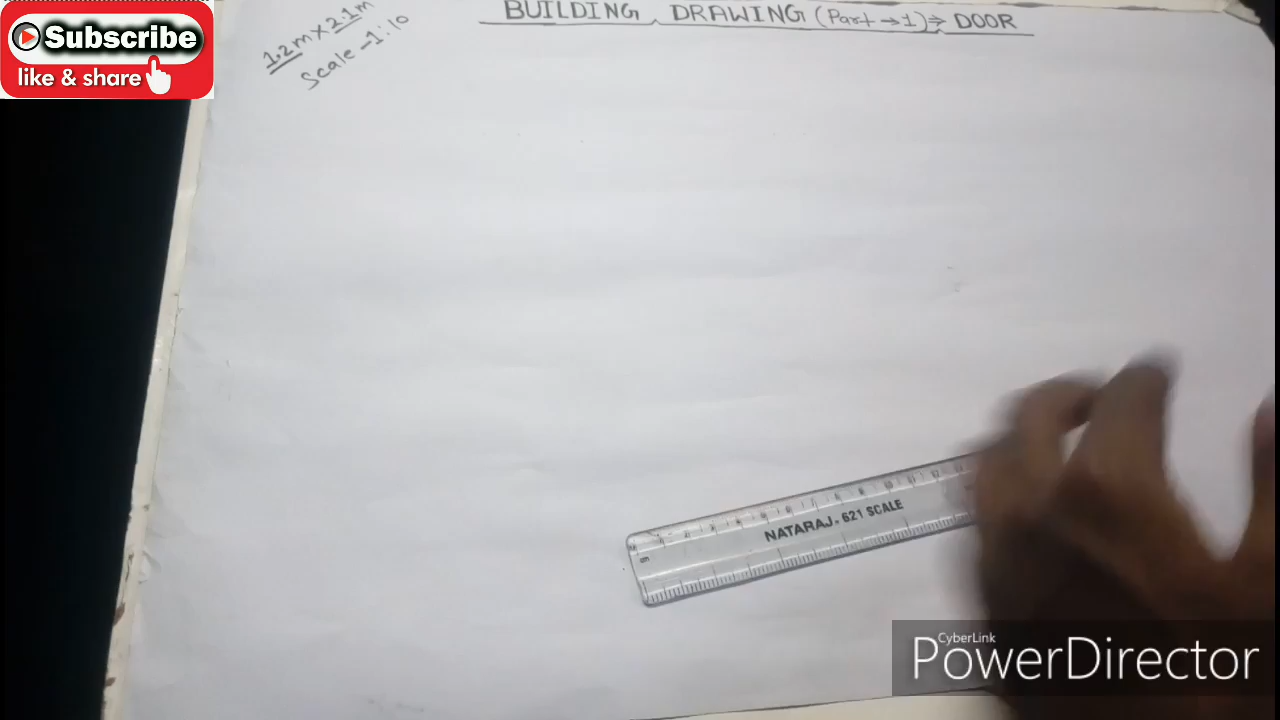 Subscribe
like & share
1.2m×2.1m
Scale-1:10
BUILDING DRAWING (Part→1)⇒ DOOR
NATARAJ-621 SCALE
CyberLink
PowerDirector